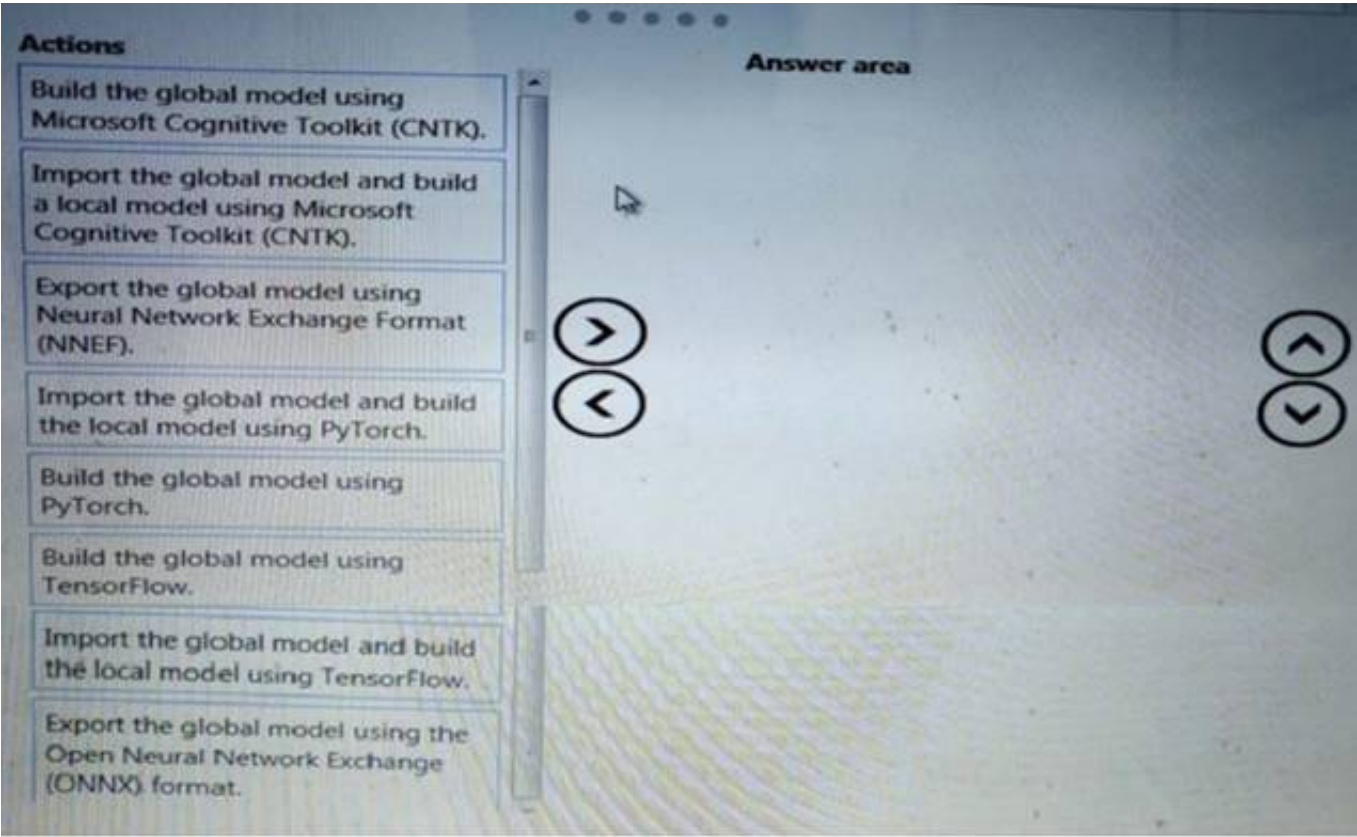 Actions
Answer area
Build the global model using
Microsoft Cognitive Toolkit (CNTK).
Import the global model and build
a local model using Microsoft
Cognitive Toolkit (CNTK).
Export the global model using
Neural Network Exchange Format
(NNEF).
Import the global model and build
the local model using PyTorch.
Build the global model using
PyTorch.
Build the global model using
TensorFlow.
Import the global model and build
the local model using TensorFlow.
Export the global model using the
Open Neural Network Exchange
(ONNX) format.